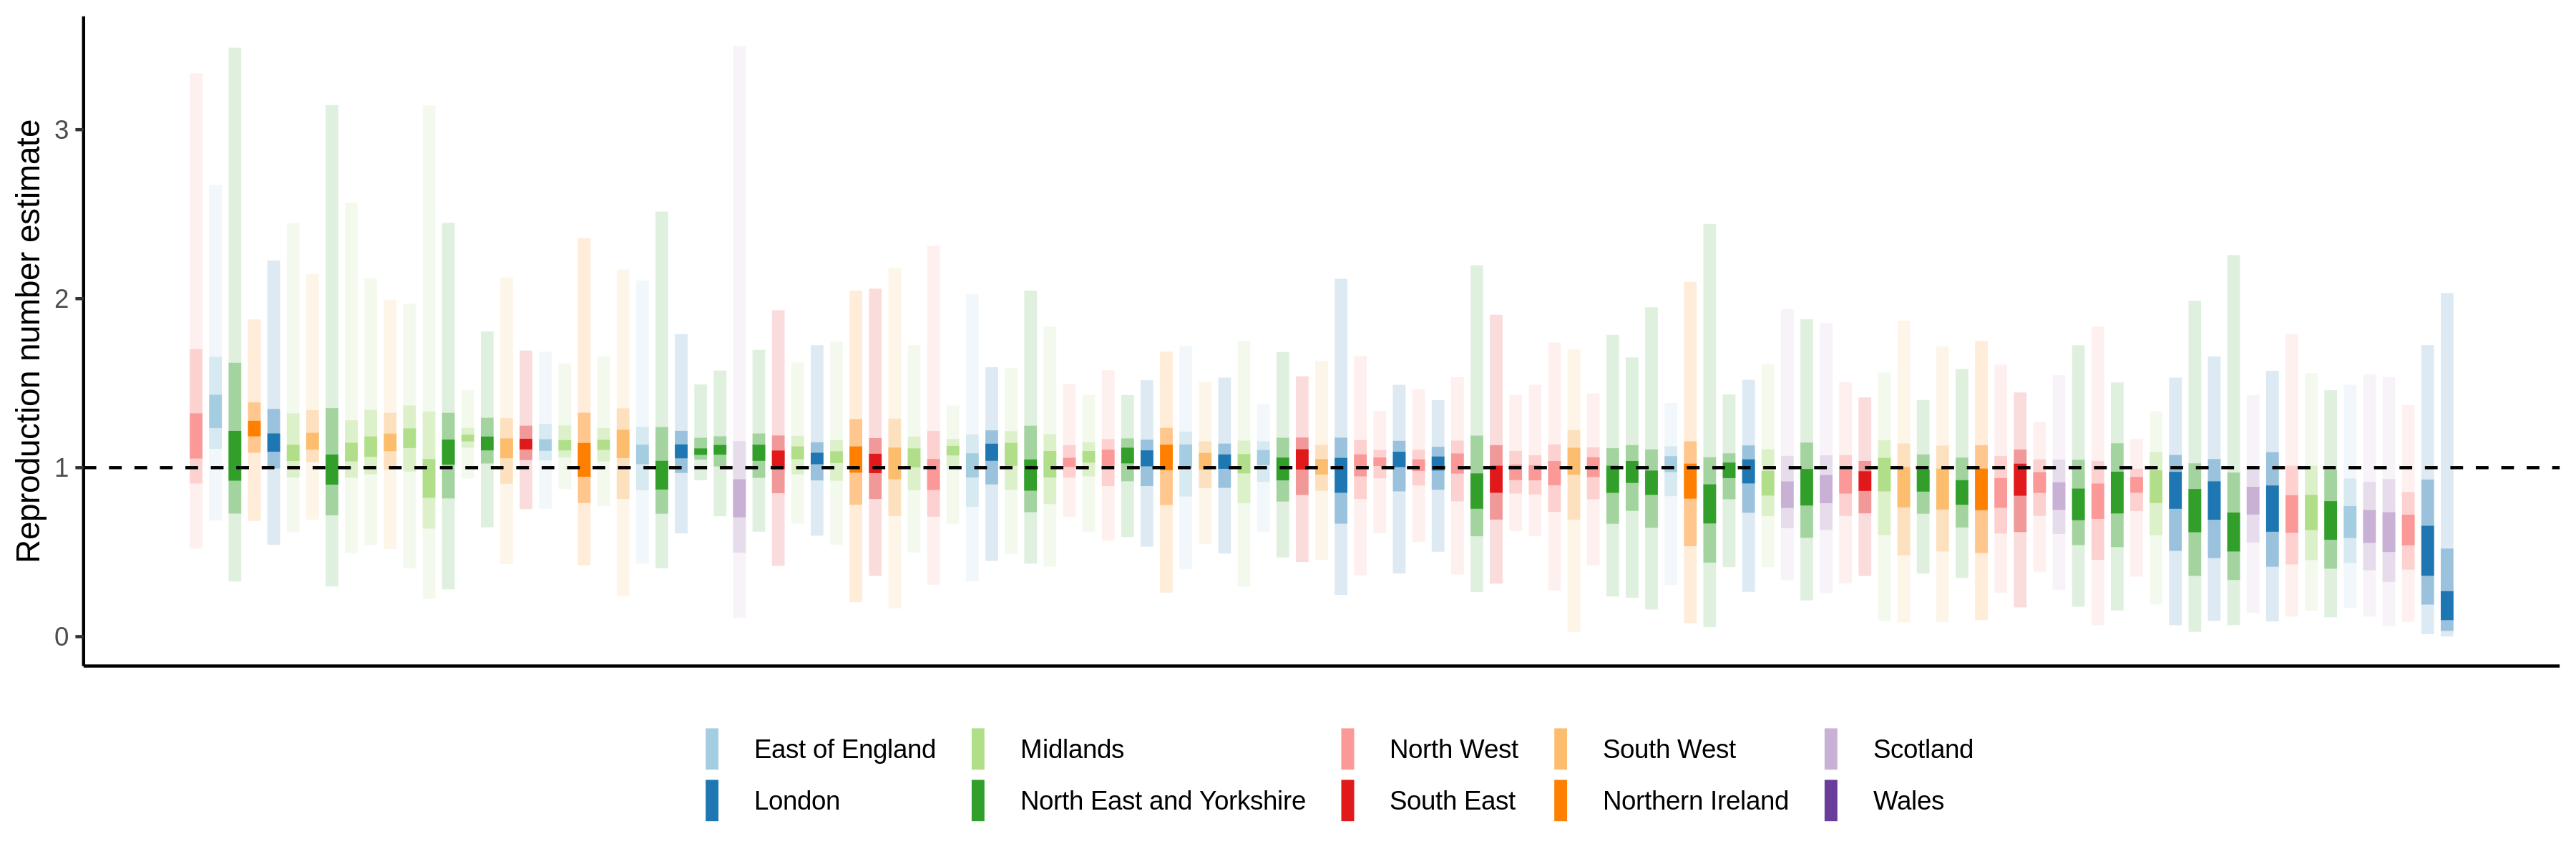 Reproduction number estimate
3
2
1
0
East of England
Midlands
North West
South West
Scotland
London
North East and Yorkshire
South East
Northern Ireland
Wales